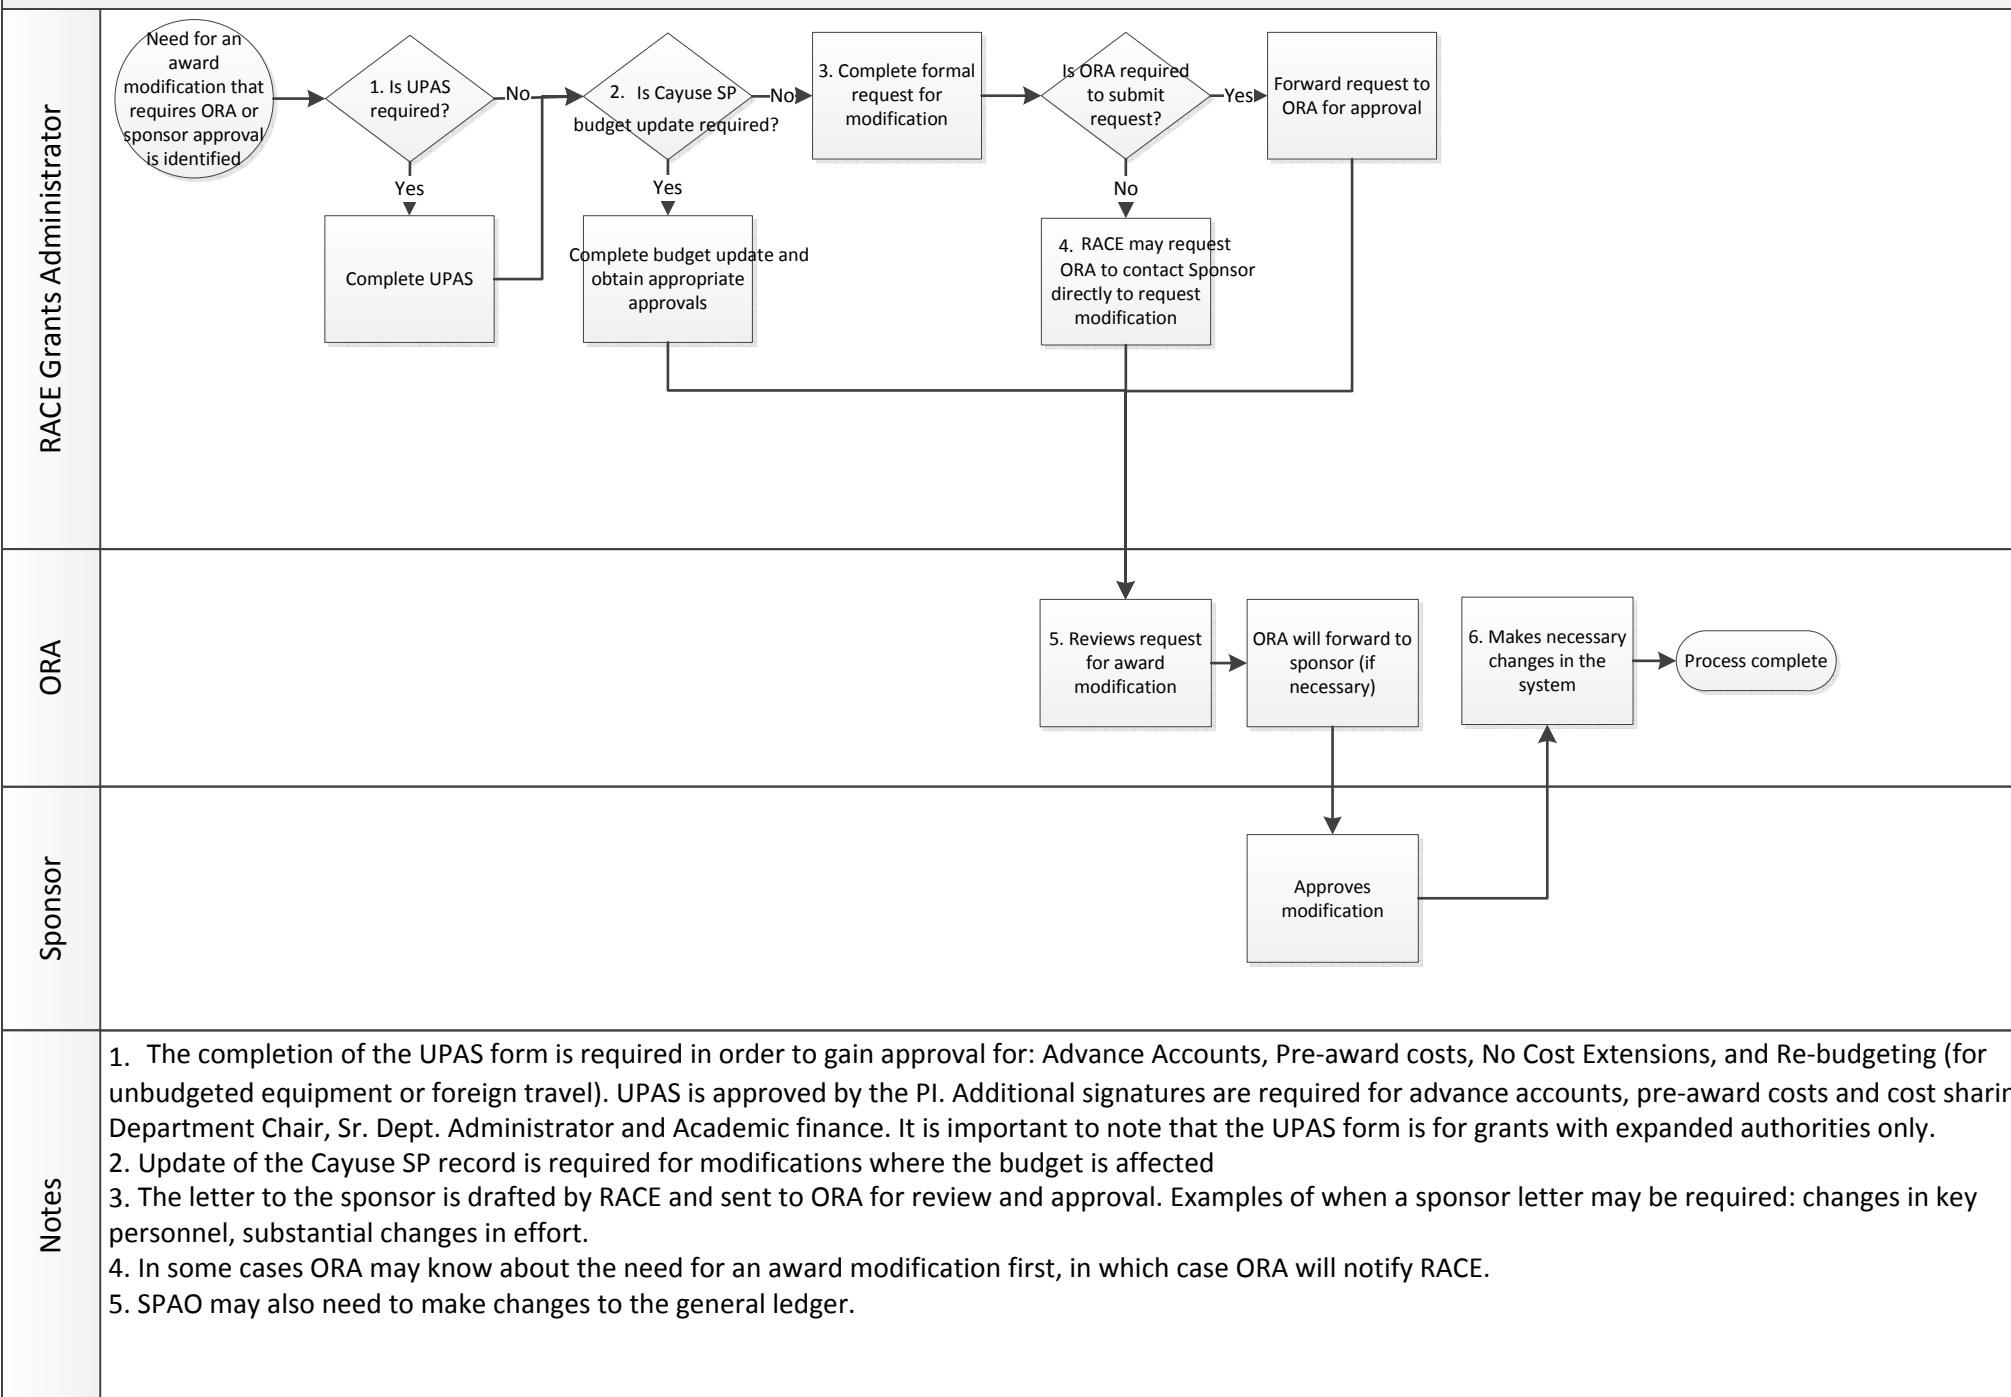 RACE Grants Administrator
Need for an
award
modification that
requires ORA or
sponsor approval
is identified
1. Is UPAS
required?
No
Yes
Complete UPAS
2. Is Cayuse SP
budget update required?
No
Yes
Complete budget update and
obtain appropriate
approvals
3. Complete formal
request for
modification
Is ORA required
to submit
request?
Yes
No
Forward request to
ORA for approval
4. RACE may request
ORA to contact Sponsor
directly to request
modification
ORA
5. Reviews request
for award
modification
ORA will forward to
sponsor (if
necessary)
6. Makes necessary
changes in the
system
Process complete
Sponsor
Approves
modification
Notes
1. The completion of the UPAS form is required in order to gain approval for: Advance Accounts, Pre-award costs, No Cost Extensions, and Re-budgeting (for
unbudgeted equipment or foreign travel). UPAS is approved by the PI. Additional signatures are required for advance accounts, pre-award costs and cost sharin
Department Chair, Sr. Dept. Administrator and Academic finance. It is important to note that the UPAS form is for grants with expanded authorities only.
2. Update of the Cayuse SP record is required for modifications where the budget is affected
3. The letter to the sponsor is drafted by RACE and sent to ORA for review and approval. Examples of when a sponsor letter may be required: changes in key
personnel, substantial changes in effort.
4. In some cases ORA may know about the need for an award modification first, in which case ORA will notify RACE.
5. SPAO may also need to make changes to the general ledger.